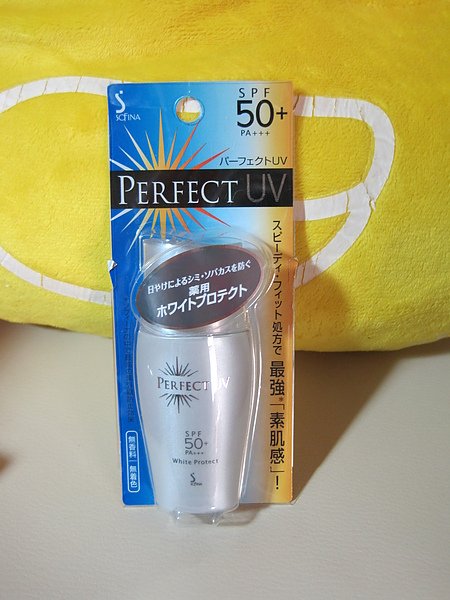 SOFINA
SPF
50+
PA+++
パーフェクトUV
PERFECT UV
日やけによるシミ・ソバカスを防ぐ
薬用
ホワイトプロテクト
スピーディ・フィット処方で
最強*「素肌感」!
PERFECT UV
SPF
50+
PA+++
White Protect
SOFINA
無香料 無着色